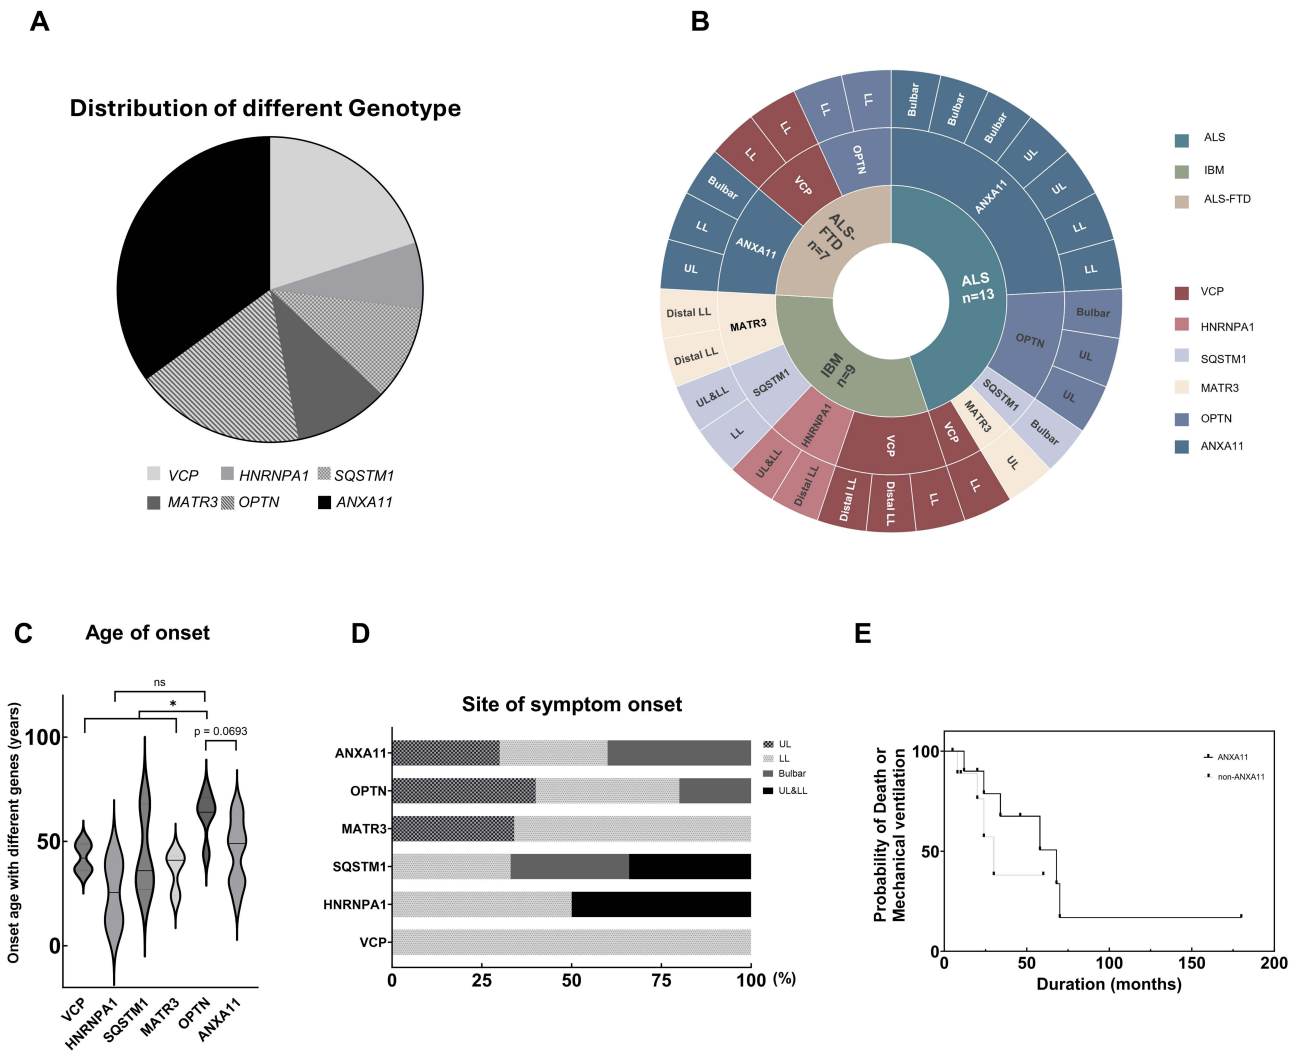 A
Distribution of different Genotype
VCP
HNRNPA1
SQSTM1
MATR3
OPTN
ANXA11
B
Bulbar
Bulbar
Bulbar
UL
UL
LL
LL
Bulbar
UL
UL
Bulbar
UL
LL
LL
Distal LL
Distal LL
Distal LL
UL&LL
LL
UL&LL
Distal LL
Distal LL
UL
LL
Bulbar
LL
LL
LL
LL
ANXA11
OPTN
SQSTM1
MATR3
VCP
VCP
HNRNPA1
SQSTM1
MATR3
ANXA11
VCP
OPTN
ALS
n=13
IBM
n=9
ALS-
FTD
n=7
ALS
IBM
ALS-FTD
VCP
HNRNPA1
SQSTM1
MATR3
OPTN
ANXA11
C
Age of onset
Onset age with different genes (years)
100
50
0
ns
*
p = 0.0693
VCP
HNRNPA1
SQSTM1
MATR3
OPTN
ANXA11
D
Site of symptom onset
ANXA11
OPTN
MATR3
SQSTM1
HNRNPA1
VCP
0
25
50
75
100
(%)
UL
LL
Bulbar
UL&LL
E
Probability of Death or
Mechanical ventilation
100
50
0
0
50
100
150
200
Duration (months)
ANXA11
non-ANXA11